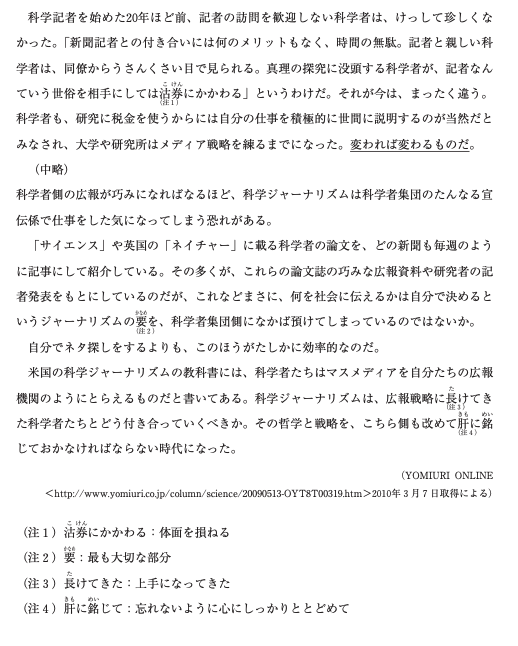 科学記者を始めた20年ほど前、記者の訪問を歓迎しない科学者は、けっして珍しくな
かった。「新聞記者との付き合いには何のメリットもなく、時間の無駄。記者と親しい科
学者は、同僚からうさんくさい目で見られる。真理の探究に没頭する科学者が、記者なん
ていう世俗を相手にしては沽券にかかわる」というわけだ。それが今は、まったく違う。
科学者も、研究に税金を使うからには自分の仕事を積極的に世間に説明するのが当然だと
みなされ、大学や研究所はメディア戦略を練るまでになった。変われば変わるものだ。
(中略)
科学者側の広報が巧みになればなるほど、科学ジャーナリズムは科学者集団のたんなる宣
伝係で仕事をした気になってしまう恐れがある。
「サイエンス」や英国の「ネイチャー」に載る科学者の論文を、どの新聞も毎週のよう
に記事にして紹介している。その多くが、これらの論文誌の巧みな広報資料や研究者の記
者発表をもとにしているのだが、これなどまさに、何を社会に伝えるかは自分で決めると
いうジャーナリズムの要を、科学者集団側になかば預けてしまっているのではないか。
自分でネタ探しをするよりも、このほうがたしかに効率的なのだ。
米国の科学ジャーナリズムの教科書には、科学者たちはマスメディアを自分たちの広報
機関のようにとらえるものだと書いてある。科学ジャーナリズムは、広報戦略に長けてき
た科学者たちとどう付き合っていくべきか。その哲学と戦略を、こちら側も改めて肝に銘
じておかなければならない時代になった。
(YOMIURI ONLINE
<http://www.yomiuri.co.jp/column/science/20090513-OYT8T00319.htm>2010年3月7日取得による)
(注1)沽券にかかわる:体面を損ねる
(注2)要:最も大切な部分
(注3)長けてきた:上手になってきた
(注4)肝に銘じて:忘れないように心にしっかりととどめて